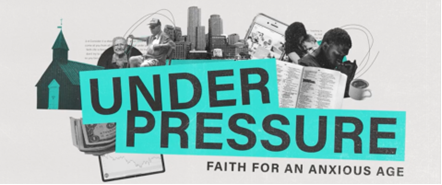 UNDER
PRESSURE
FAITH FOR AN ANXIOUS AGE